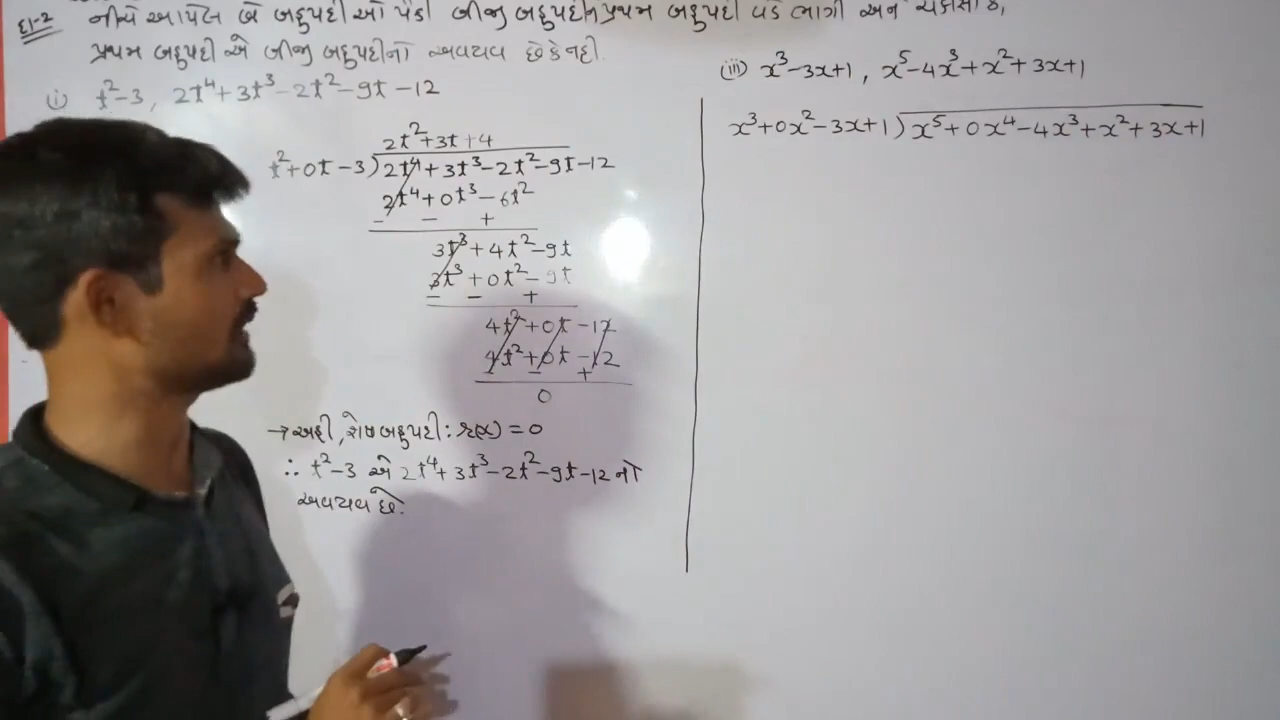 દા-2 નીચે આપેલ બે બહુપદીઓ પૈકી બીજી બહુપદીને પ્રથમ બહુપદી વડે ભાગી અને ચકાસો કે,
પ્રથમ બહુપદી એ બીજી બહુપદીનો અવયવ છે કે નહી.
(i) t²-3, 2t⁴+3t³-2t²-9t-12
2t²+3t+4
t²+0t-3)2t⁴+3t³-2t²-9t-12
2t⁴+0t³-6t²
- - +
3t³+4t²-9t
3t³+0t²-9t
- - +
4t²+0t-12
4t²+0t-12
- - +
0
→ અહી, શેષ બહુપદી: r(x)=0
∴ t²-3 એ 2t⁴+3t³-2t²-9t-12 નો
અવયવ છે.
(iii) x³-3x+1, x⁵-4x³+x²+3x+1
x³+0x²-3x+1)x⁵+0x⁴-4x³+x²+3x+1